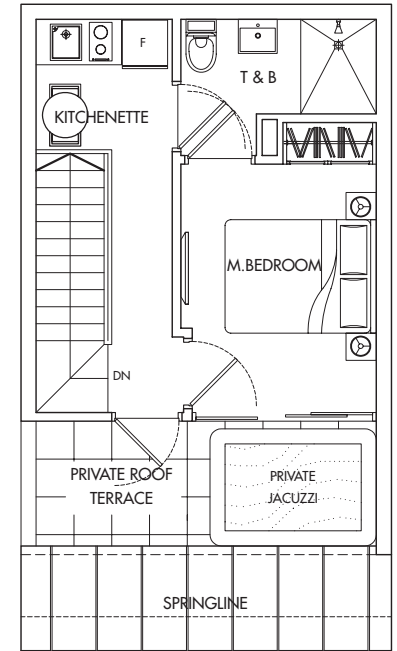 F
T & B
KITCHENETTE
M.BEDROOM
DN
PRIVATE ROOF
TERRACE
PRIVATE
JACUZZI
SPRINGLINE